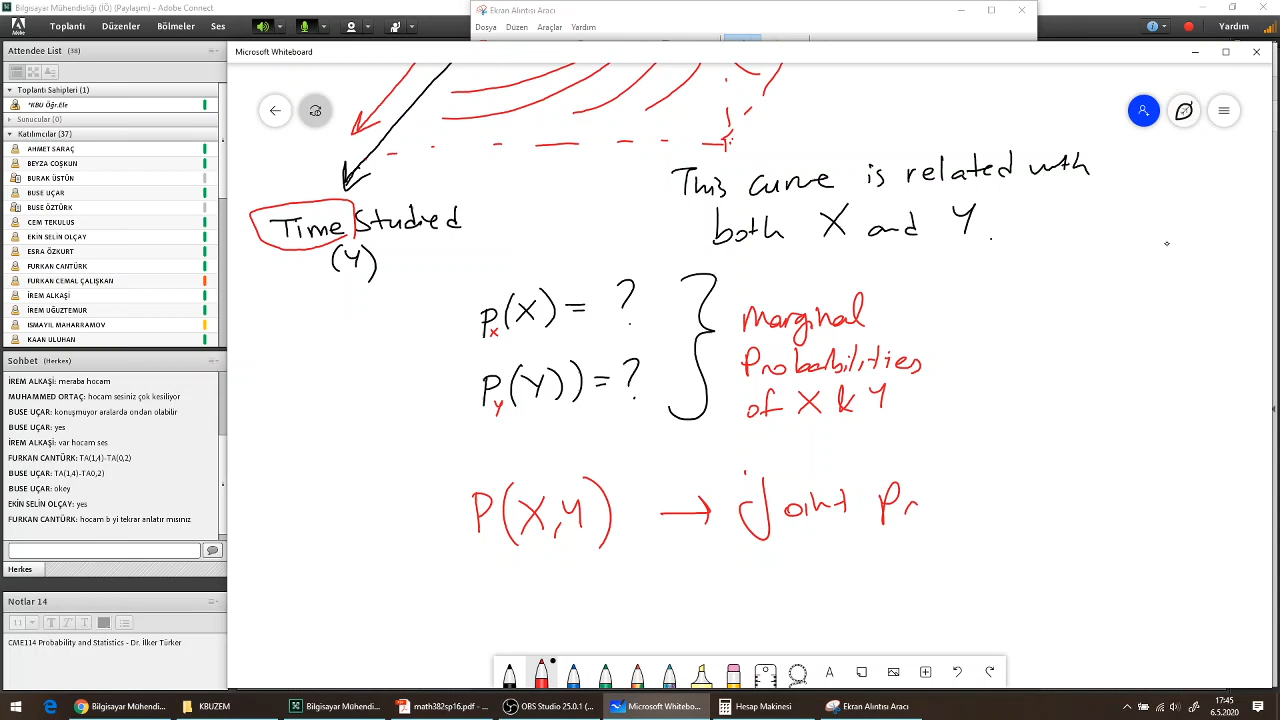 Bilgisayar Mühendisliği (İÖ) (Paylaşım) - Adobe Connect
Adobe
Toplantı Düzenler Bölmeler Ses
Yardım
Ekran Alıntısı Aracı
Dosya Düzen Araçlar Yardım
Microsoft Whiteboard
Attendee List (38)
Toplantı Sahipleri (1)
*KBU Öğr.Ele
Sunucular (0)
Katılımcılar (37)
AHMET SARAÇ
BEYZA COŞKUN
BURAK ÜSTÜN
BUSE UÇAR
BUSE ÖZTÜRK
CEM TEKULUS
EKİN SELİN OLÇAY
ESRA ÖZKURT
FURKAN CANTÜRK
FURKAN CEMAL ÇALIŞKAN
İREM ALKAŞİ
İREM UĞUZTEMUR
ISMAYIL MAHARRAMOV
KAAN ULUHAN
Sohbet (Herkes)
İREM ALKAŞİ: meraba hocam
MUHAMMED ORTAÇ: hocam sesiniz çok kesiliyor
BUSE UÇAR: konuşmuyor aralarda ondan olabilir
BUSE UÇAR: yes
İREM ALKAŞİ: var hocam ses
FURKAN CANTÜRK: TA(1,4)-TA(0,2)
BUSE UÇAR: TA(1,4)-TA0,2)
BUSE UÇAR: okey
EKİN SELİN OLÇAY: yes
FURKAN CANTÜRK: hocam b yi tekrar anlatır mısınız
Herkes
Notlar 14
11 T T T
CME114 Probability and Statistics - Dr. İlker Türker
This curve is related with
both X and Y.
Time Studied
(Y)
Px(X) = ?
Py(Y)) = ?
Marginal
Probabilities
of X & Y
P(X,Y) → Joint Pr
Bilgisayar Mühendi...
KRUZEM
Bilgisayar Mühendi...
math382sp16.pdf - ...
OBS Studio 25.0.1 (...
Microsoft Whitebo...
Hesap Makinesi
Ekran Alıntısı Aracı
17:45
6.5.2020